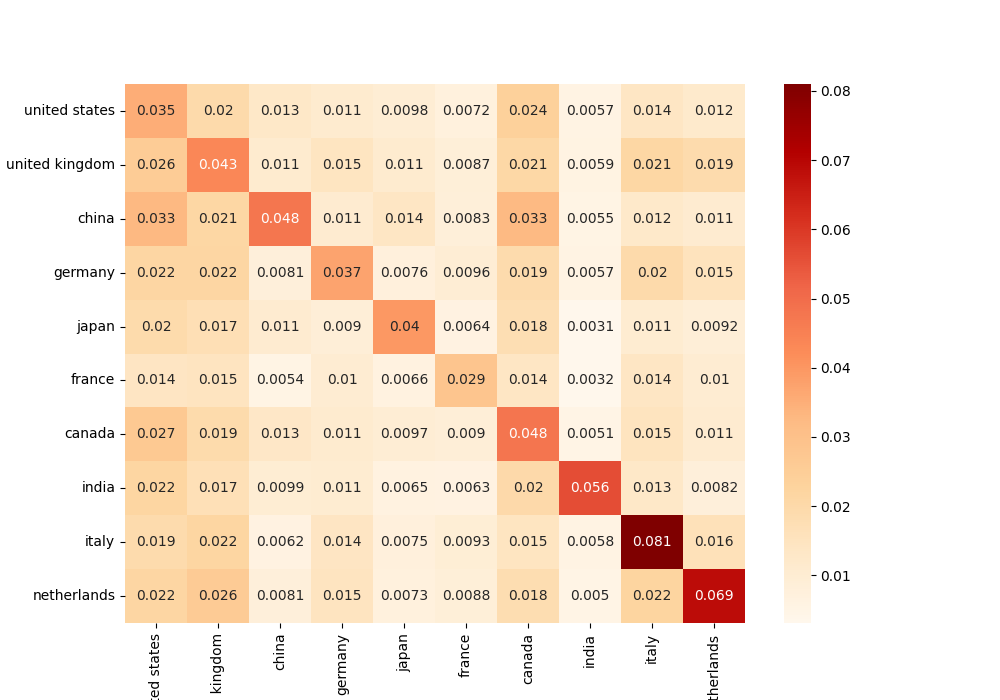 united states 0.035 0.02 0.013 0.011 0.0098 0.0072 0.024 0.0057 0.014 0.012
united kingdom 0.026 0.043 0.011 0.015 0.011 0.0087 0.021 0.0059 0.021 0.019
china 0.033 0.021 0.048 0.011 0.014 0.0083 0.033 0.0055 0.012 0.011
germany 0.022 0.022 0.0081 0.037 0.0076 0.0096 0.019 0.0057 0.02 0.015
japan 0.02 0.017 0.011 0.009 0.04 0.0064 0.018 0.0031 0.011 0.0092
france 0.014 0.015 0.0054 0.01 0.0066 0.029 0.014 0.0032 0.014 0.01
canada 0.027 0.019 0.013 0.011 0.0097 0.009 0.048 0.0051 0.015 0.011
india 0.022 0.017 0.0099 0.011 0.0065 0.0063 0.02 0.056 0.013 0.0082
italy 0.019 0.022 0.0062 0.014 0.0075 0.0093 0.015 0.0058 0.081 0.016
netherlands 0.022 0.026 0.0081 0.015 0.0073 0.0088 0.018 0.005 0.022 0.069
ed states
kingdom
china
germany
japan
france
canada
india
italy
therlands
0.08
0.07
0.06
0.05
0.04
0.03
0.02
0.01